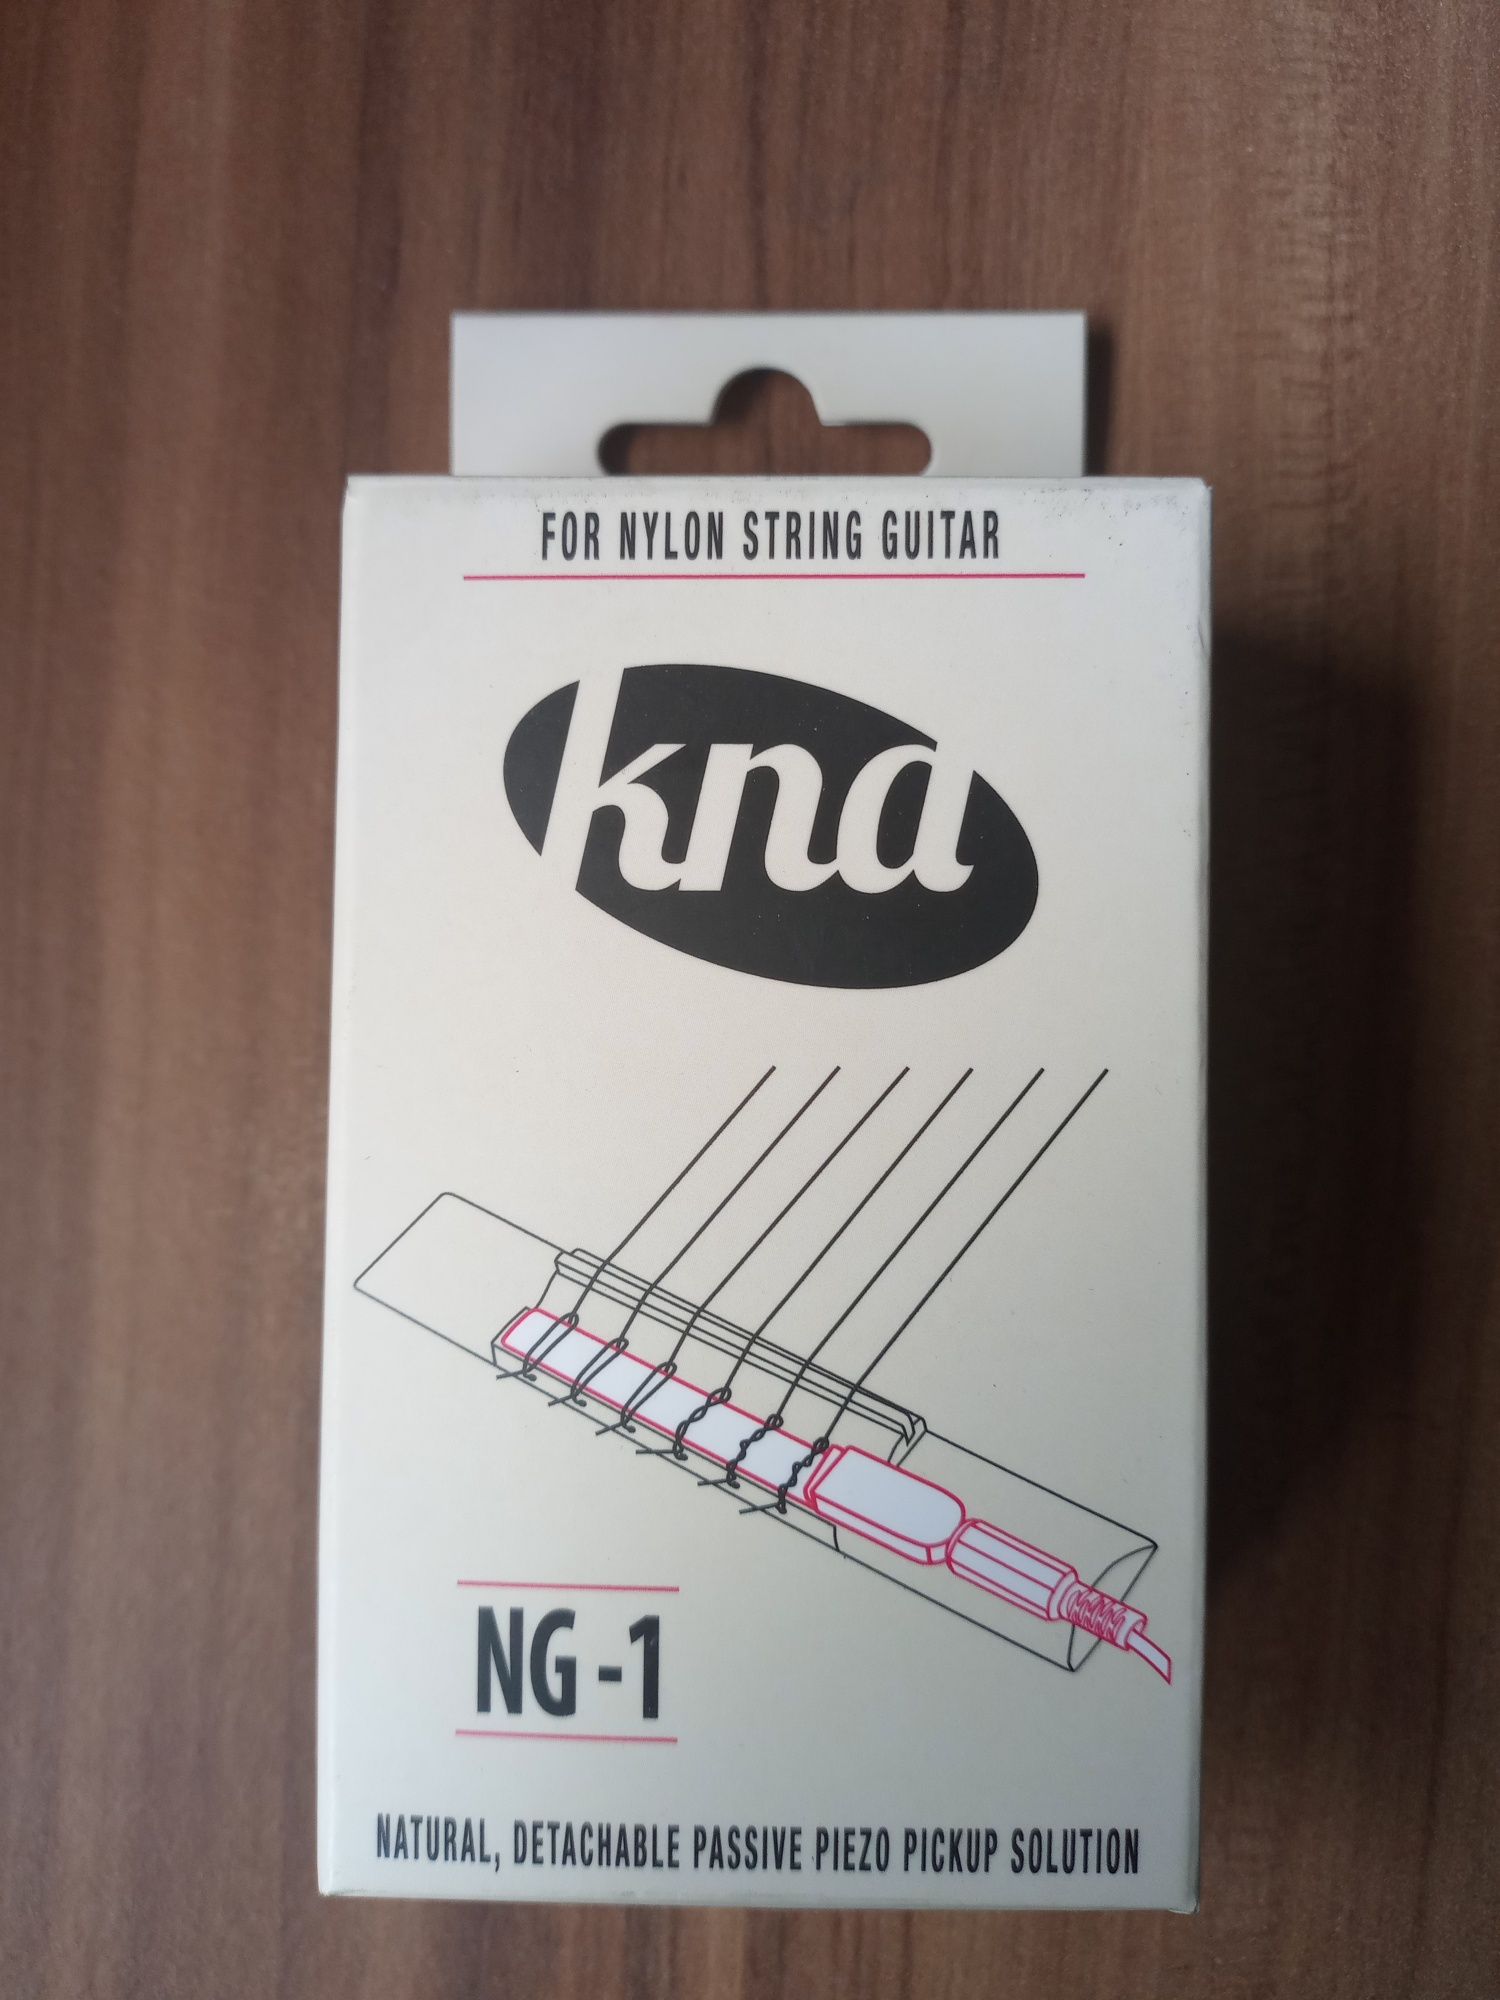 FOR NYLON STRING GUITAR
kna
NG-1
NATURAL, DETACHABLE PASSIVE PIEZO PICKUP SOLUTION